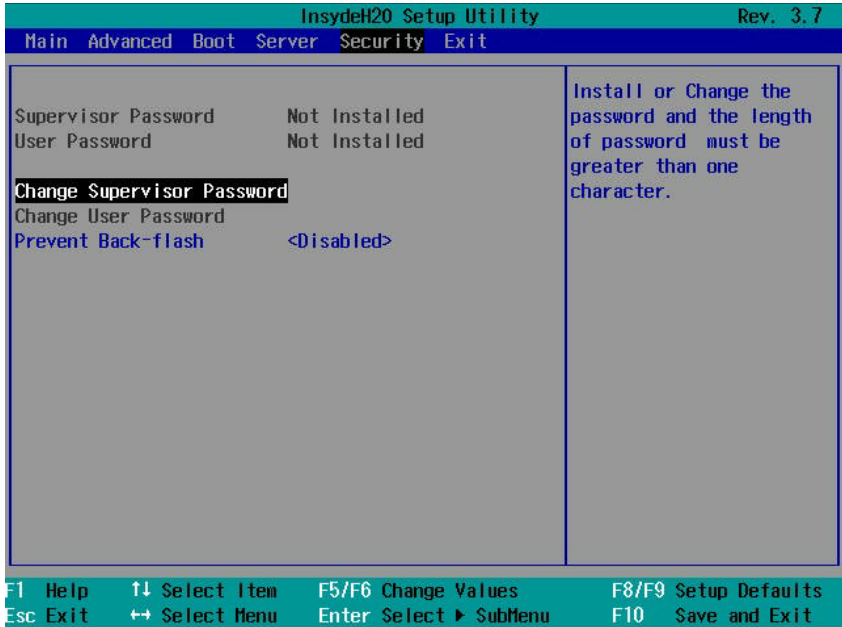 InsydeH20 Setup Utility Rev. 3.7
Main Advanced Boot Server Security Exit
Supervisor Password Not Installed
User Password Not Installed
Change Supervisor Password
Change User Password
Prevent Back-flash <Disabled>
Install or Change the
password and the length
of password must be
greater than one
character.
F1 Help ↑↓ Select Item F5/F6 Change Values F8/F9 Setup Defaults
Esc Exit ↔ Select Menu Enter Select ▶ SubMenu F10 Save and Exit